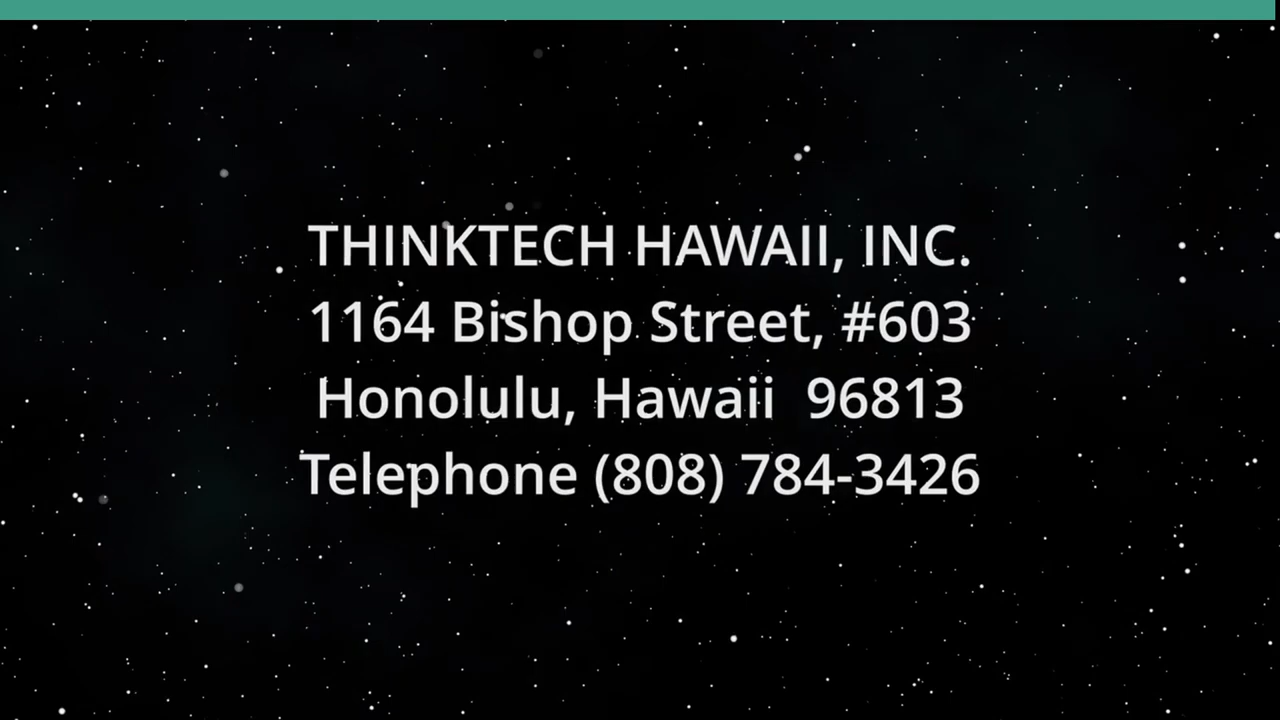 THINKTECH HAWAII, INC.
1164 Bishop Street, #603
Honolulu, Hawaii  96813
Telephone (808) 784-3426